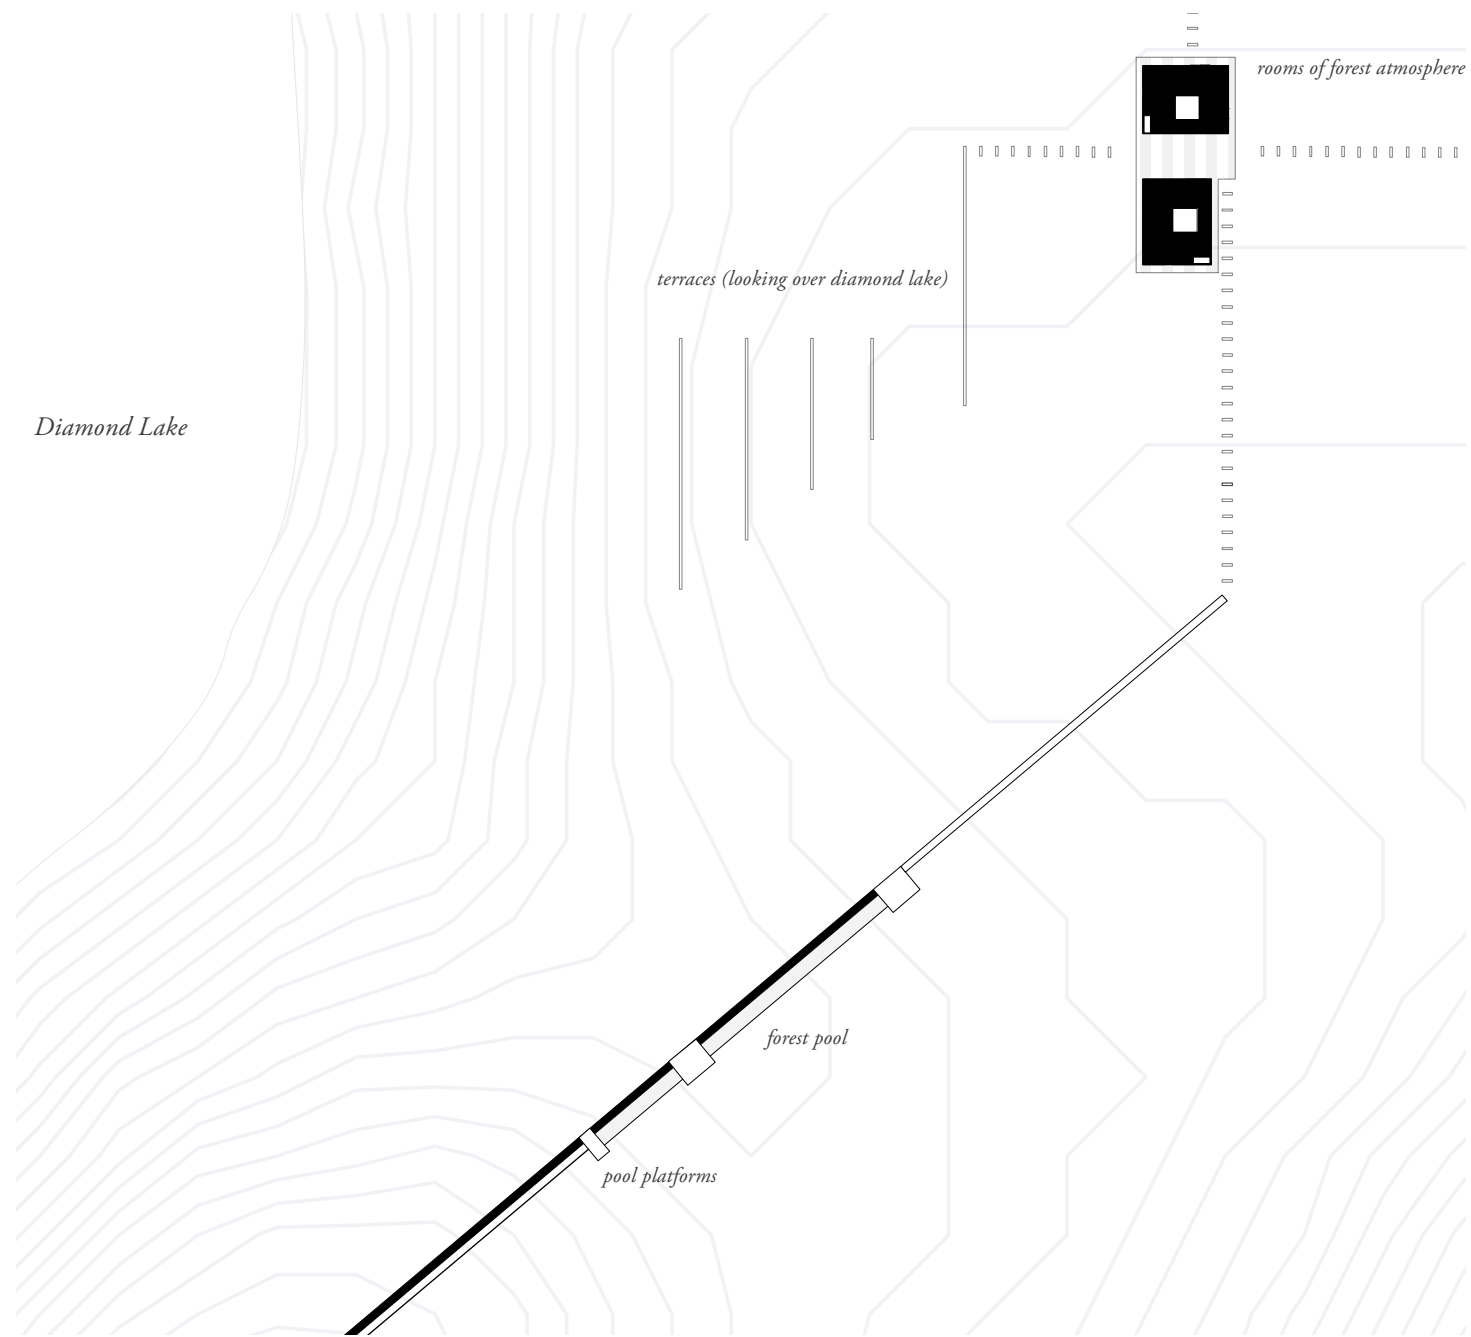 rooms of forest atmosphere
terraces (looking over diamond lake)
Diamond Lake
forest pool
pool platforms